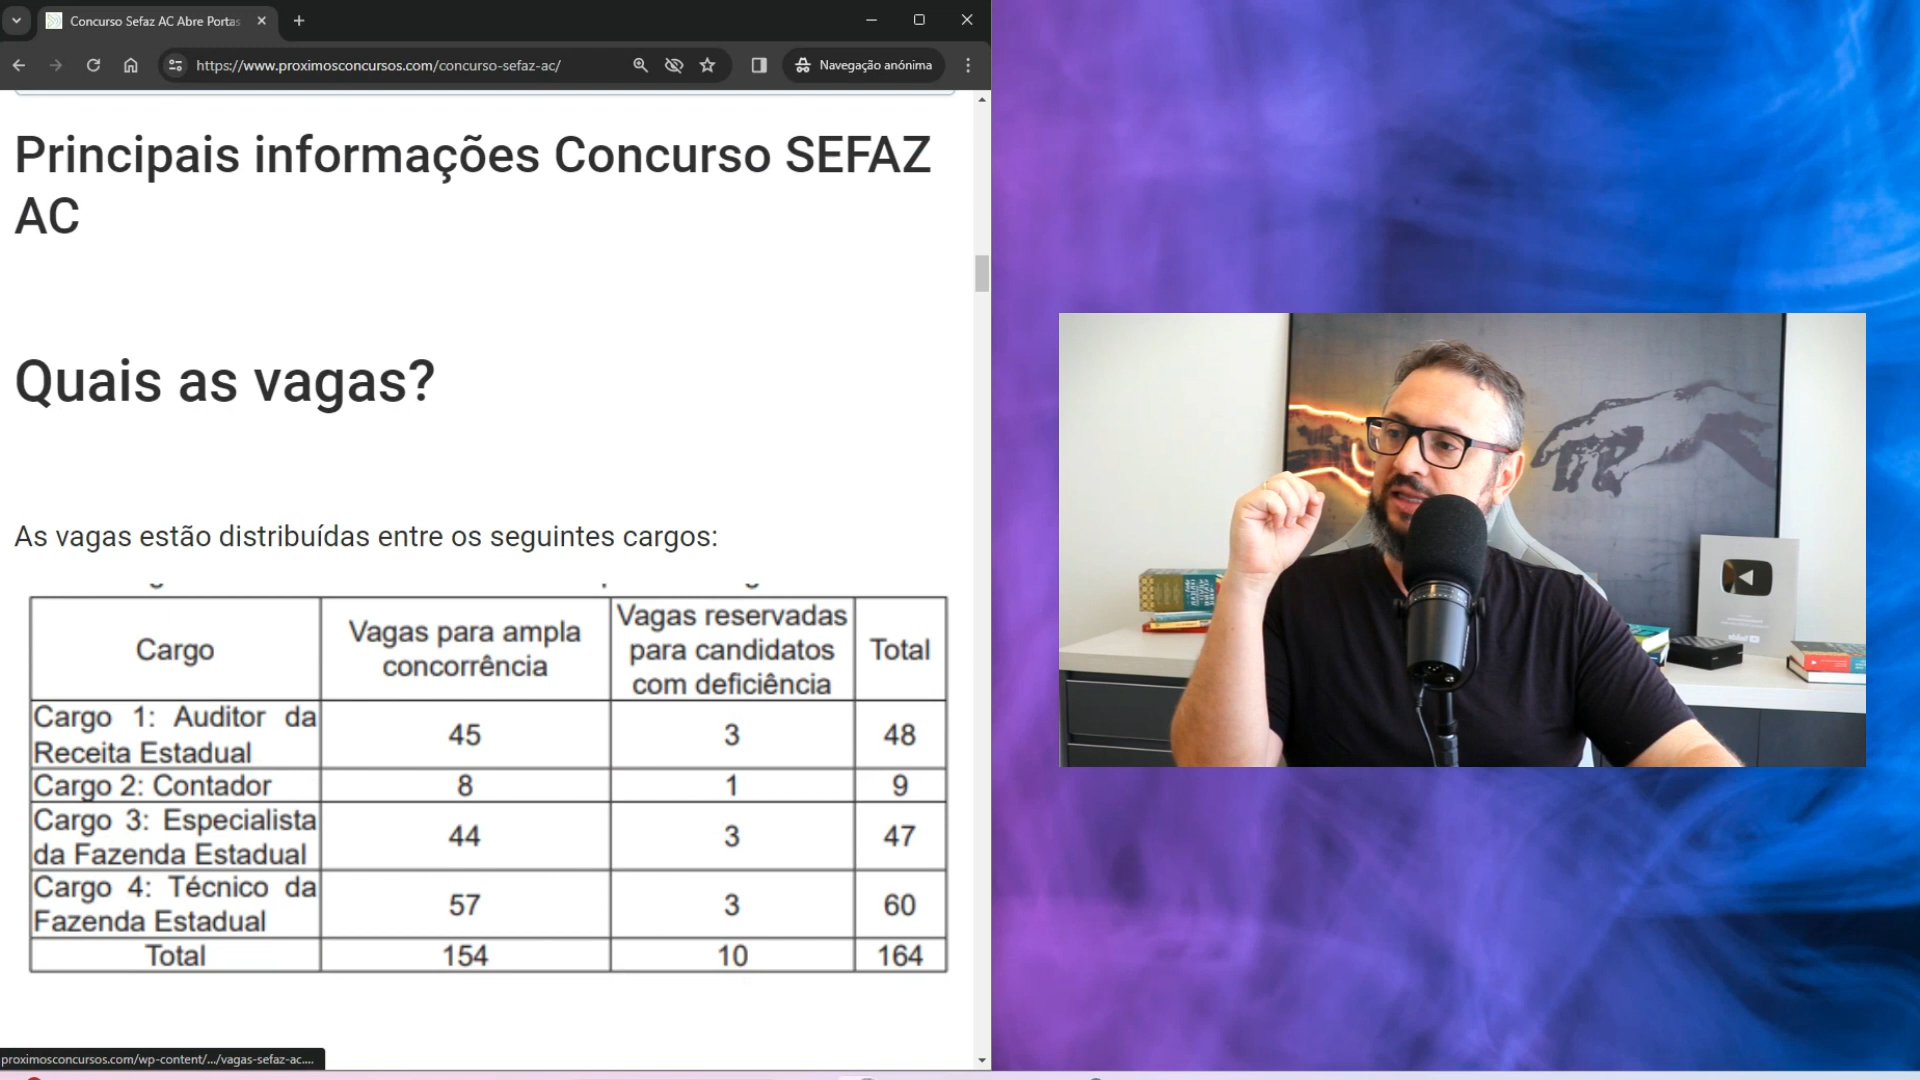 Concurso Sefaz AC Abre Portas
https://www.proximosconcursos.com/concurso-sefaz-ac/
Navegação anónima
Principais informações Concurso SEFAZ
AC
Quais as vagas?
As vagas estão distribuídas entre os seguintes cargos:
Cargo
Vagas para ampla
concorrência
Vagas reservadas
para candidatos
com deficiência
Total
Cargo 1: Auditor da
Receita Estadual
45
3
48
Cargo 2: Contador
8
1
9
Cargo 3: Especialista
da Fazenda Estadual
44
3
47
Cargo 4: Técnico da
Fazenda Estadual
57
3
60
Total
154
10
164
proximosconcursos.com/wp-content/.../vagas-sefaz-ac....